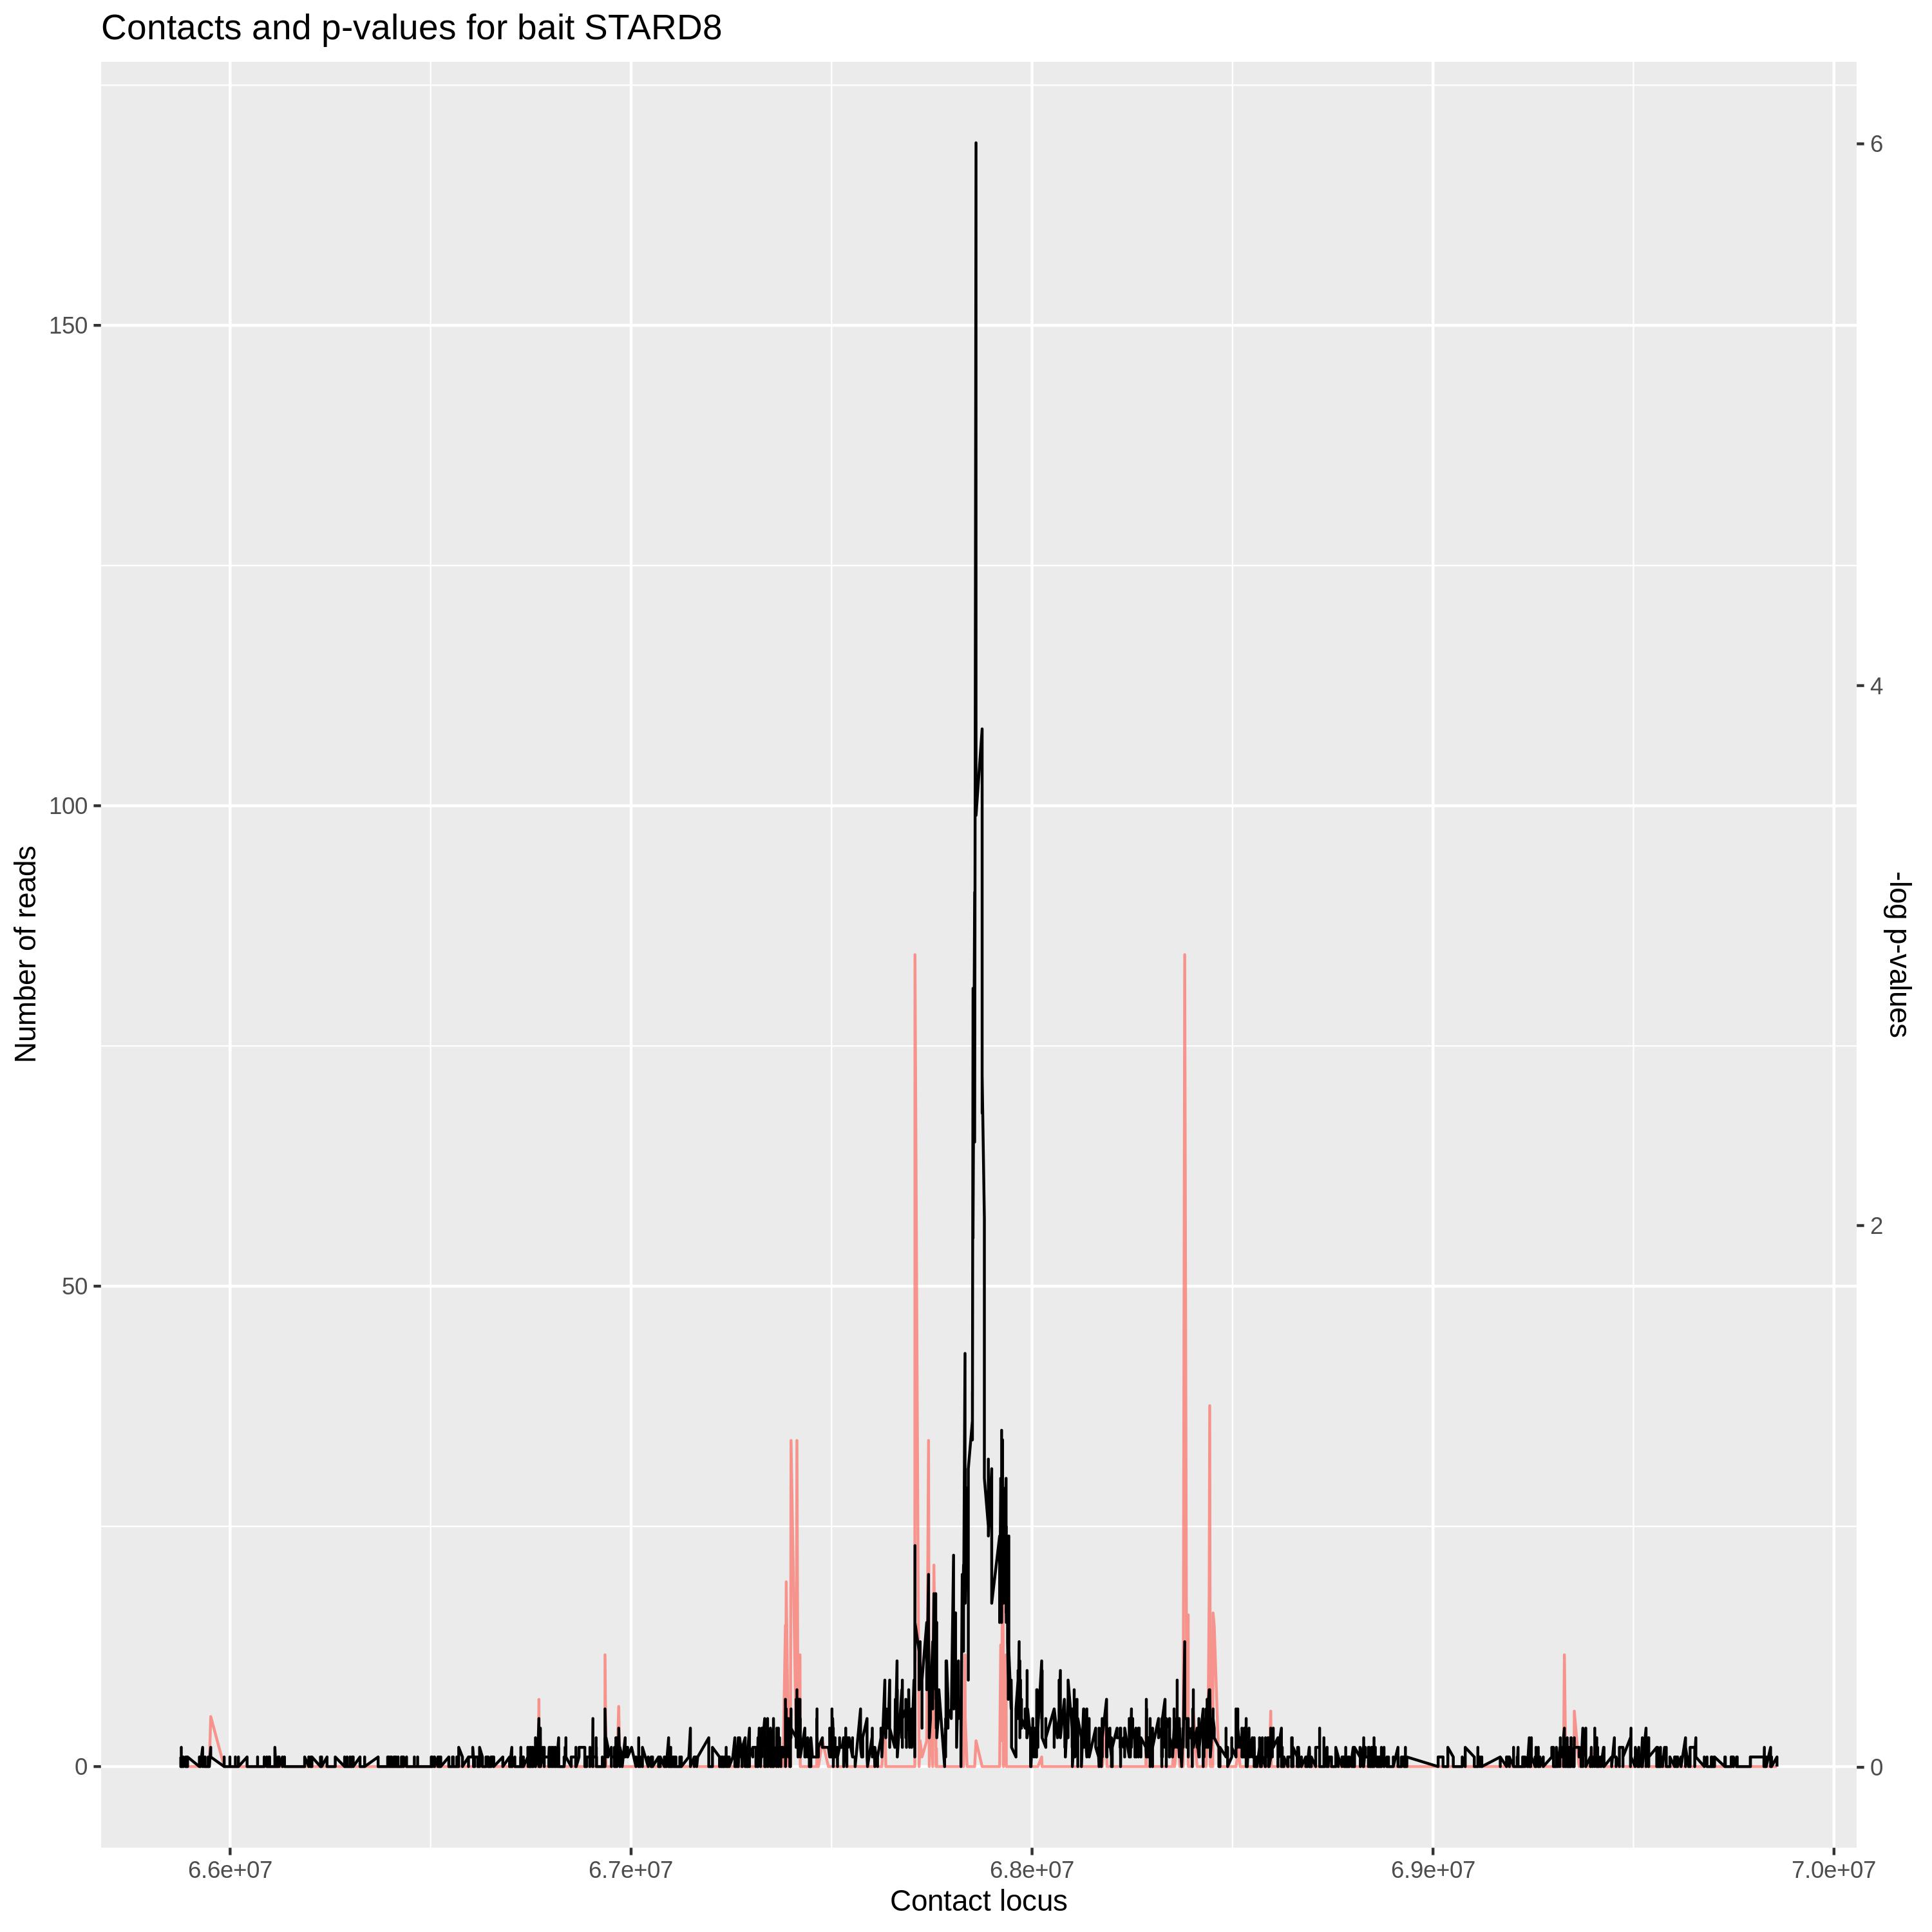 Contacts and p-values for bait STARD8
Number of reads
150
100
50
0
6
4
2
0
-log p-values
6.6e+07
6.7e+07
6.8e+07
6.9e+07
7.0e+07
Contact locus